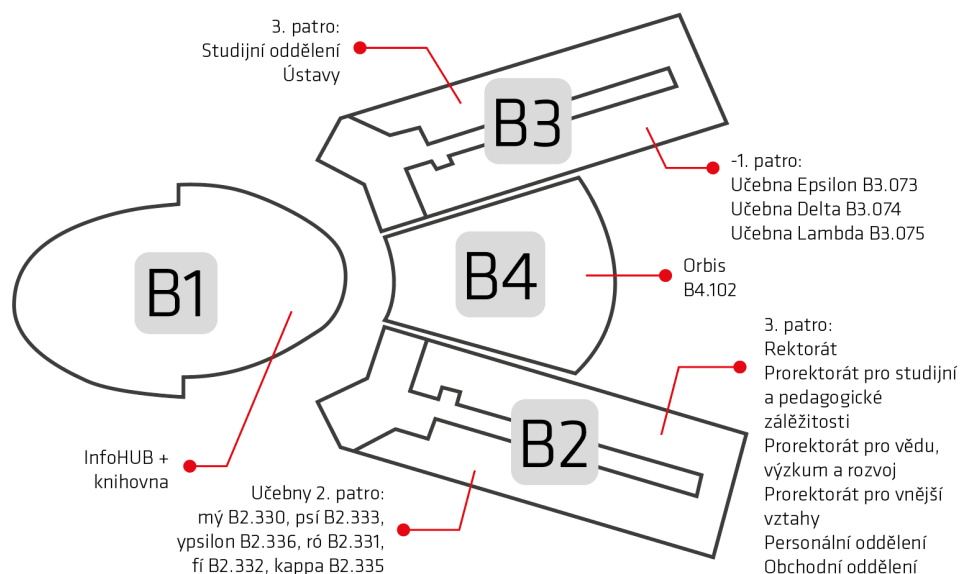 3. patro:
Studijní oddělení
Ústavy
B3
-1. patro:
Učebna Epsilon B3.073
Učebna Delta B3.074
Učebna Lambda B3.075
B1
B4
Orbis
B4.102
3. patro:
Rektorát
Prorektorát pro studijní
a pedagogické
záležitosti
Prorektorát pro vědu,
výzkum a rozvoj
Prorektorát pro vnější
vztahy
Personální oddělení
Obchodní oddělení
B2
InfoHUB +
knihovna
Učebny 2. patro:
mý B2.330, psí B2.333,
ypsilon B2.336, ró B2.331,
fí B2.332, kappa B2.335